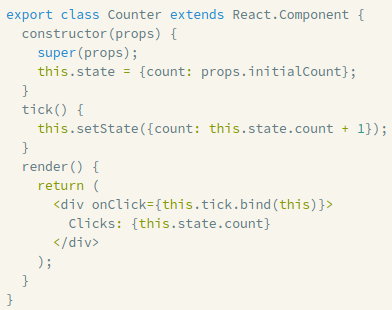 export class Counter extends React.Component {
  constructor(props) {
    super(props);
    this.state = {count: props.initialCount};
  }
  tick() {
    this.setState({count: this.state.count + 1});
  }
  render() {
    return (
      <div onClick={this.tick.bind(this)}>
        Clicks: {this.state.count}
      </div>
    );
  }
}